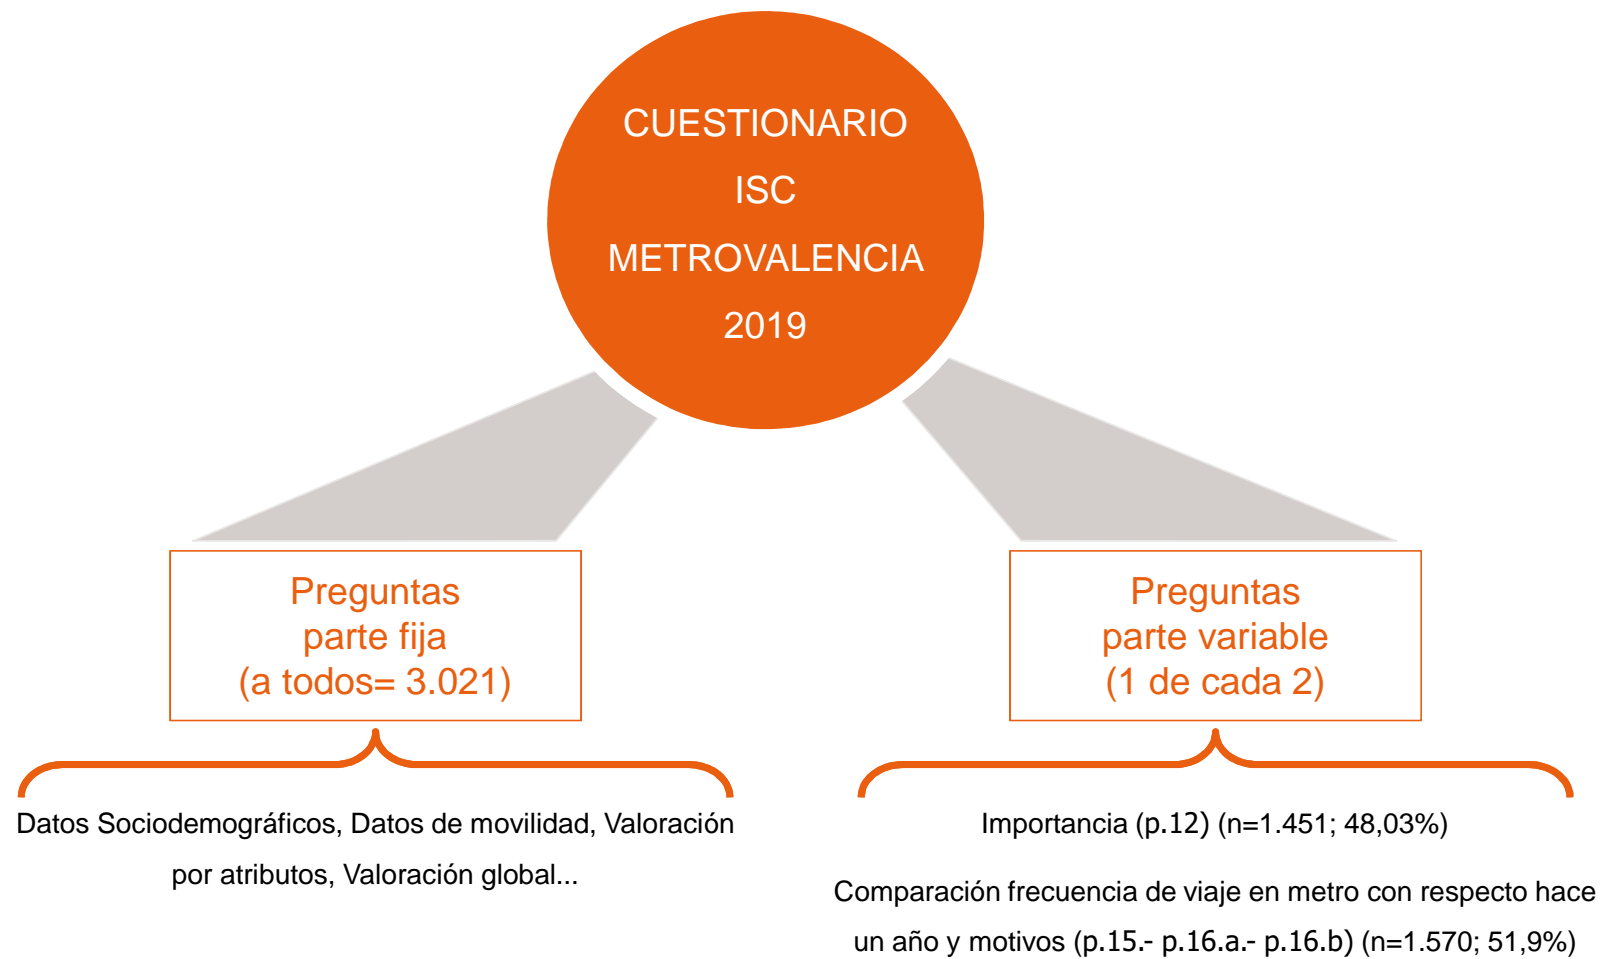 CUESTIONARIO
ISC
METROVALENCIA
2019
Preguntas
parte fija
(a todos= 3.021)
Preguntas
parte variable
(1 de cada 2)
Datos Sociodemográficos, Datos de movilidad, Valoración
por atributos, Valoración global...
Importancia (p.12) (n=1.451; 48,03%)
Comparación frecuencia de viaje en metro con respecto hace
un año y motivos (p.15.- p.16.a.- p.16.b) (n=1.570; 51,9%)